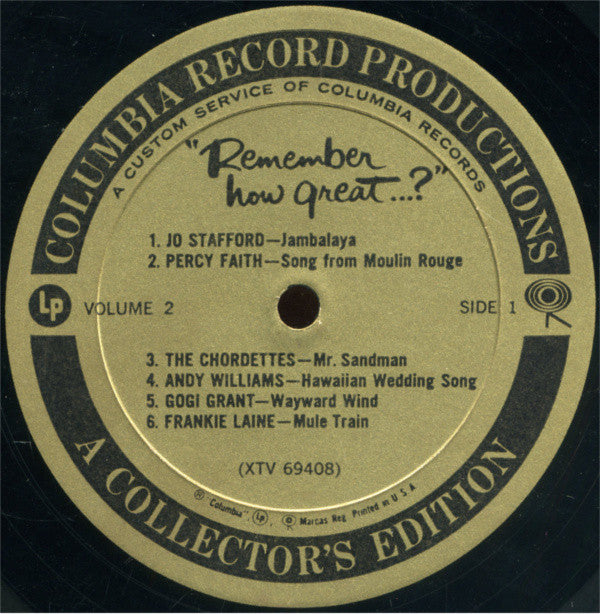 COLUMBIA RECORD PRODUCTIONS
A CUSTOM SERVICE OF COLUMBIA RECORDS
"Remember
how great...?"
1. JO STAFFORD—Jambalaya
2. PERCY FAITH—Song from Moulin Rouge
Lp VOLUME 2 SIDE 1
3. THE CHORDETTES—Mr. Sandman
4. ANDY WILLIAMS—Hawaiian Wedding Song
5. GOGI GRANT—Wayward Wind
6. FRANKIE LAINE—Mule Train
(XTV 69408)
® "Columbia", Lp, Marcas Reg. Printed in U.S.A.
A COLLECTOR'S EDITION